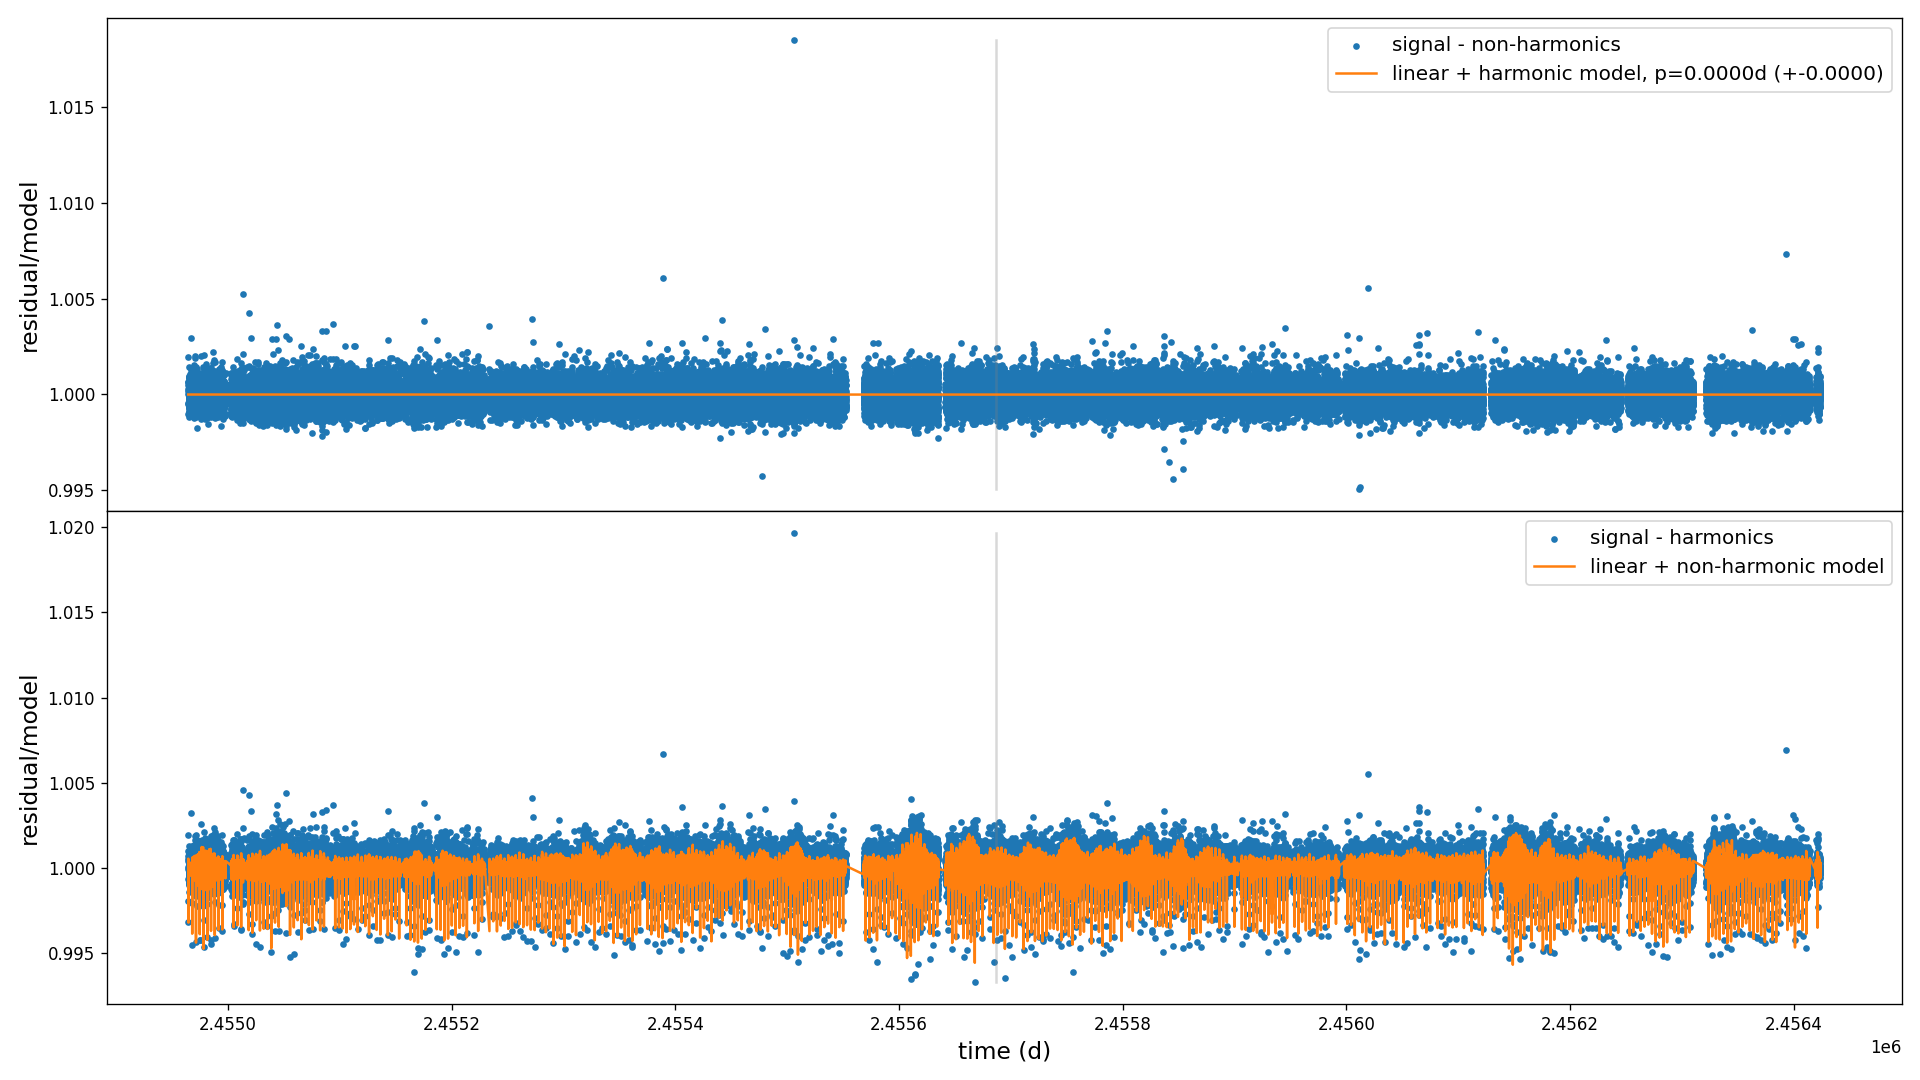 signal - non-harmonics
linear + harmonic model, p=0.0000d (+-0.0000)
residual/model
1.015
1.010
1.005
1.000
0.995
signal - harmonics
linear + non-harmonic model
residual/model
1.020
1.015
1.010
1.005
1.000
0.995
2.4550
2.4552
2.4554
2.4556
2.4558
2.4560
2.4562
2.4564
1e6
time (d)